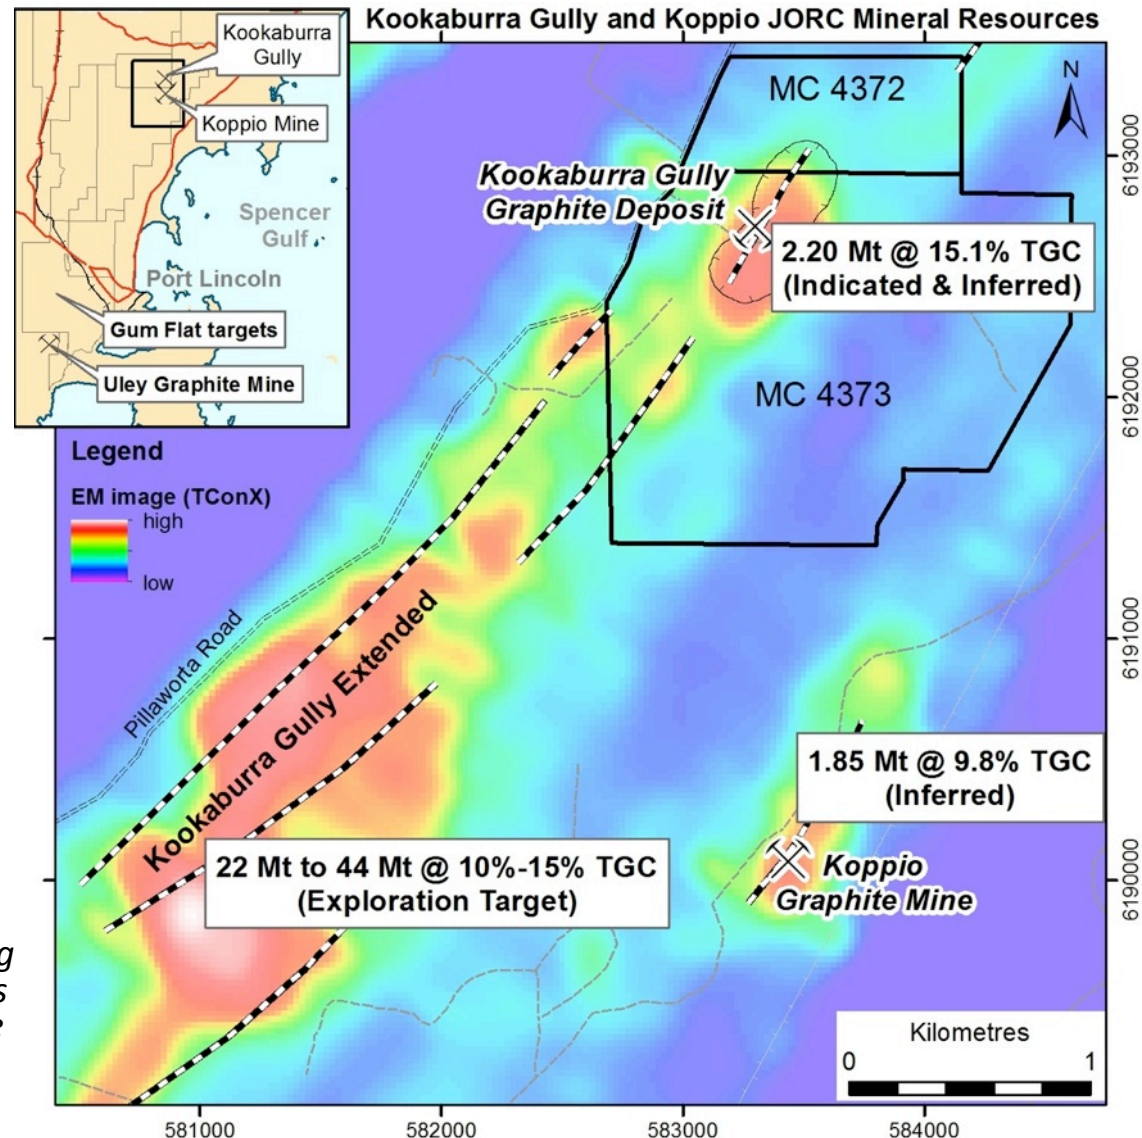 Kookaburra Gully and Koppio JORC Mineral Resources
Kookaburra
Gully
Koppio Mine
Spencer
Gulf
Port Lincoln
Gum Flat targets
Uley Graphite Mine
N
MC 4372
Kookaburra Gully
Graphite Deposit
2.20 Mt @ 15.1% TGC
(Indicated & Inferred)
MC 4373
Legend
EM image (TConX)
high
low
Pillaworta Road
Kookaburra Gully Extended
22 Mt to 44 Mt @ 10%-15% TGC
(Exploration Target)
1.85 Mt @ 9.8% TGC
(Inferred)
Koppio
Graphite Mine
Kilometres
0 1
6193000
6192000
6191000
6190000
581000 582000 583000 584000